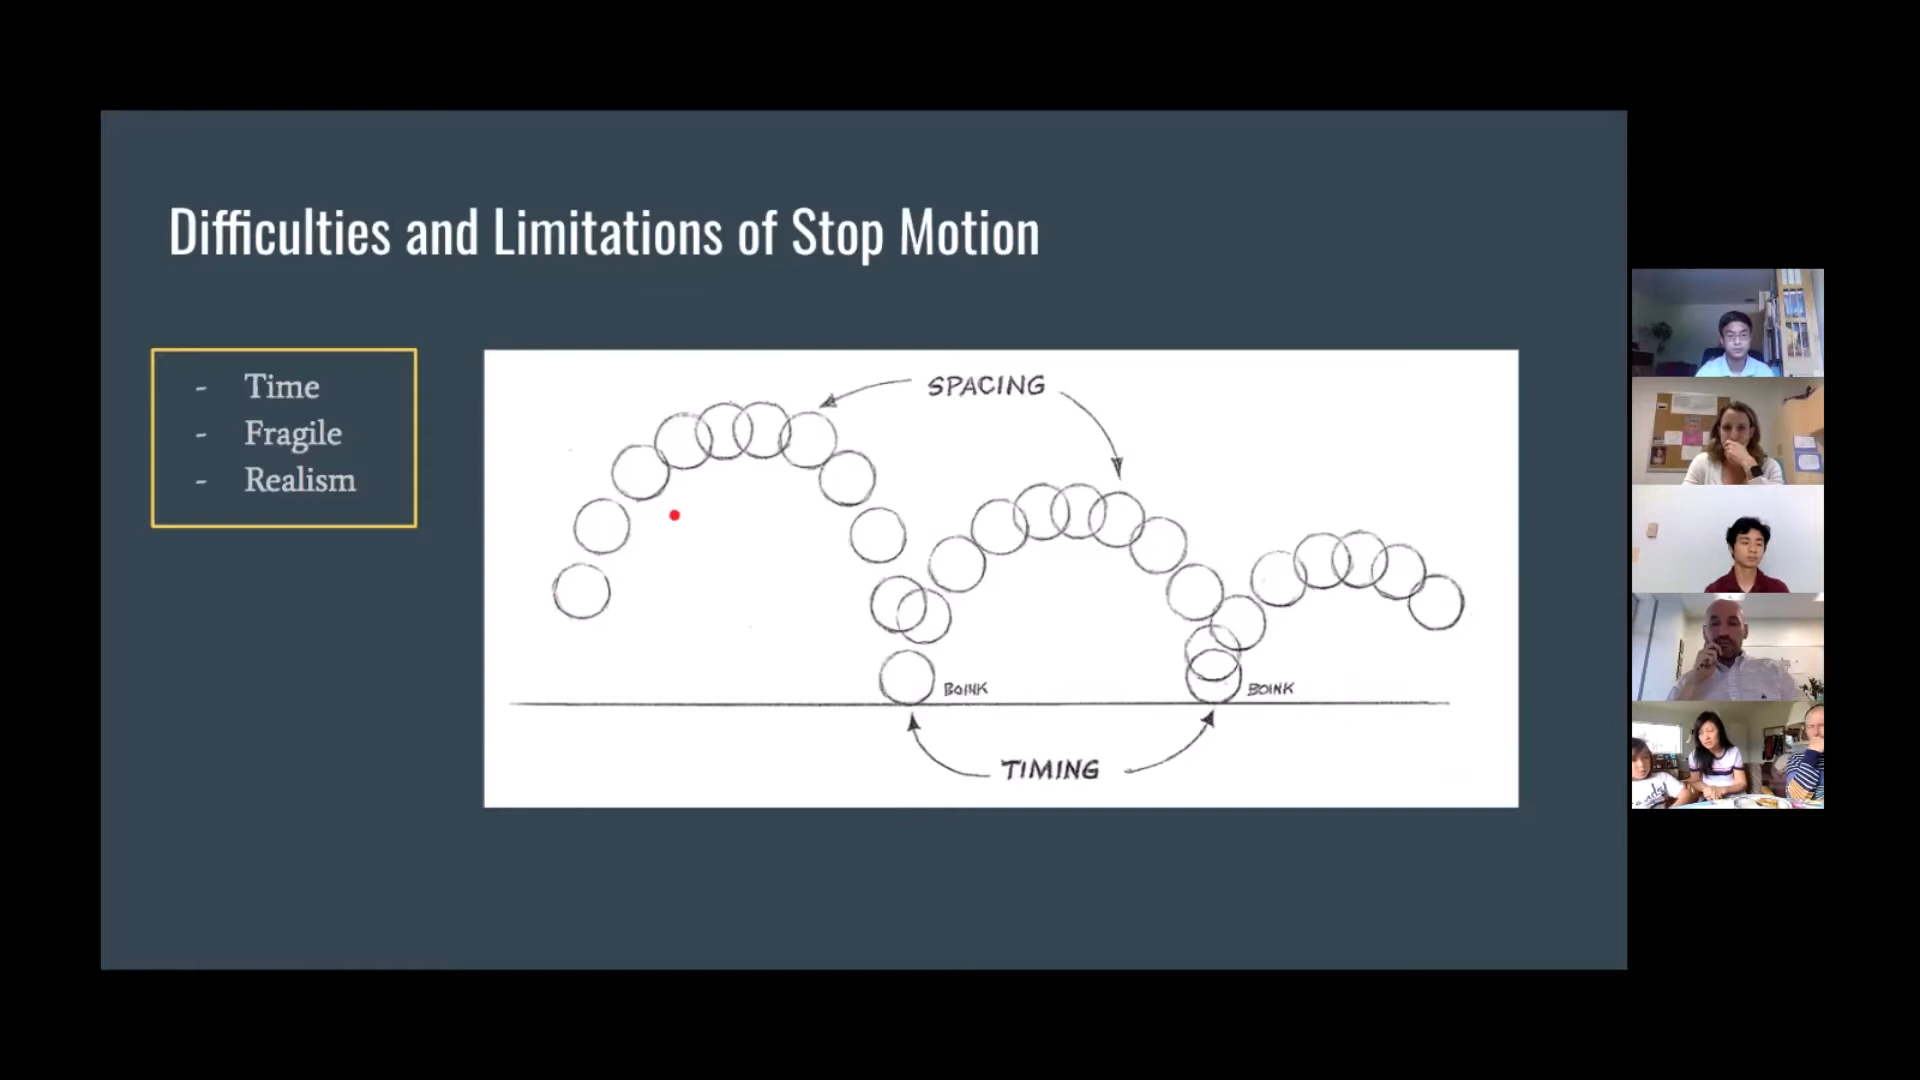 Difficulties and Limitations of Stop Motion
- Time
- Fragile
- Realism
SPACING
BOINK
BOINK
TIMING